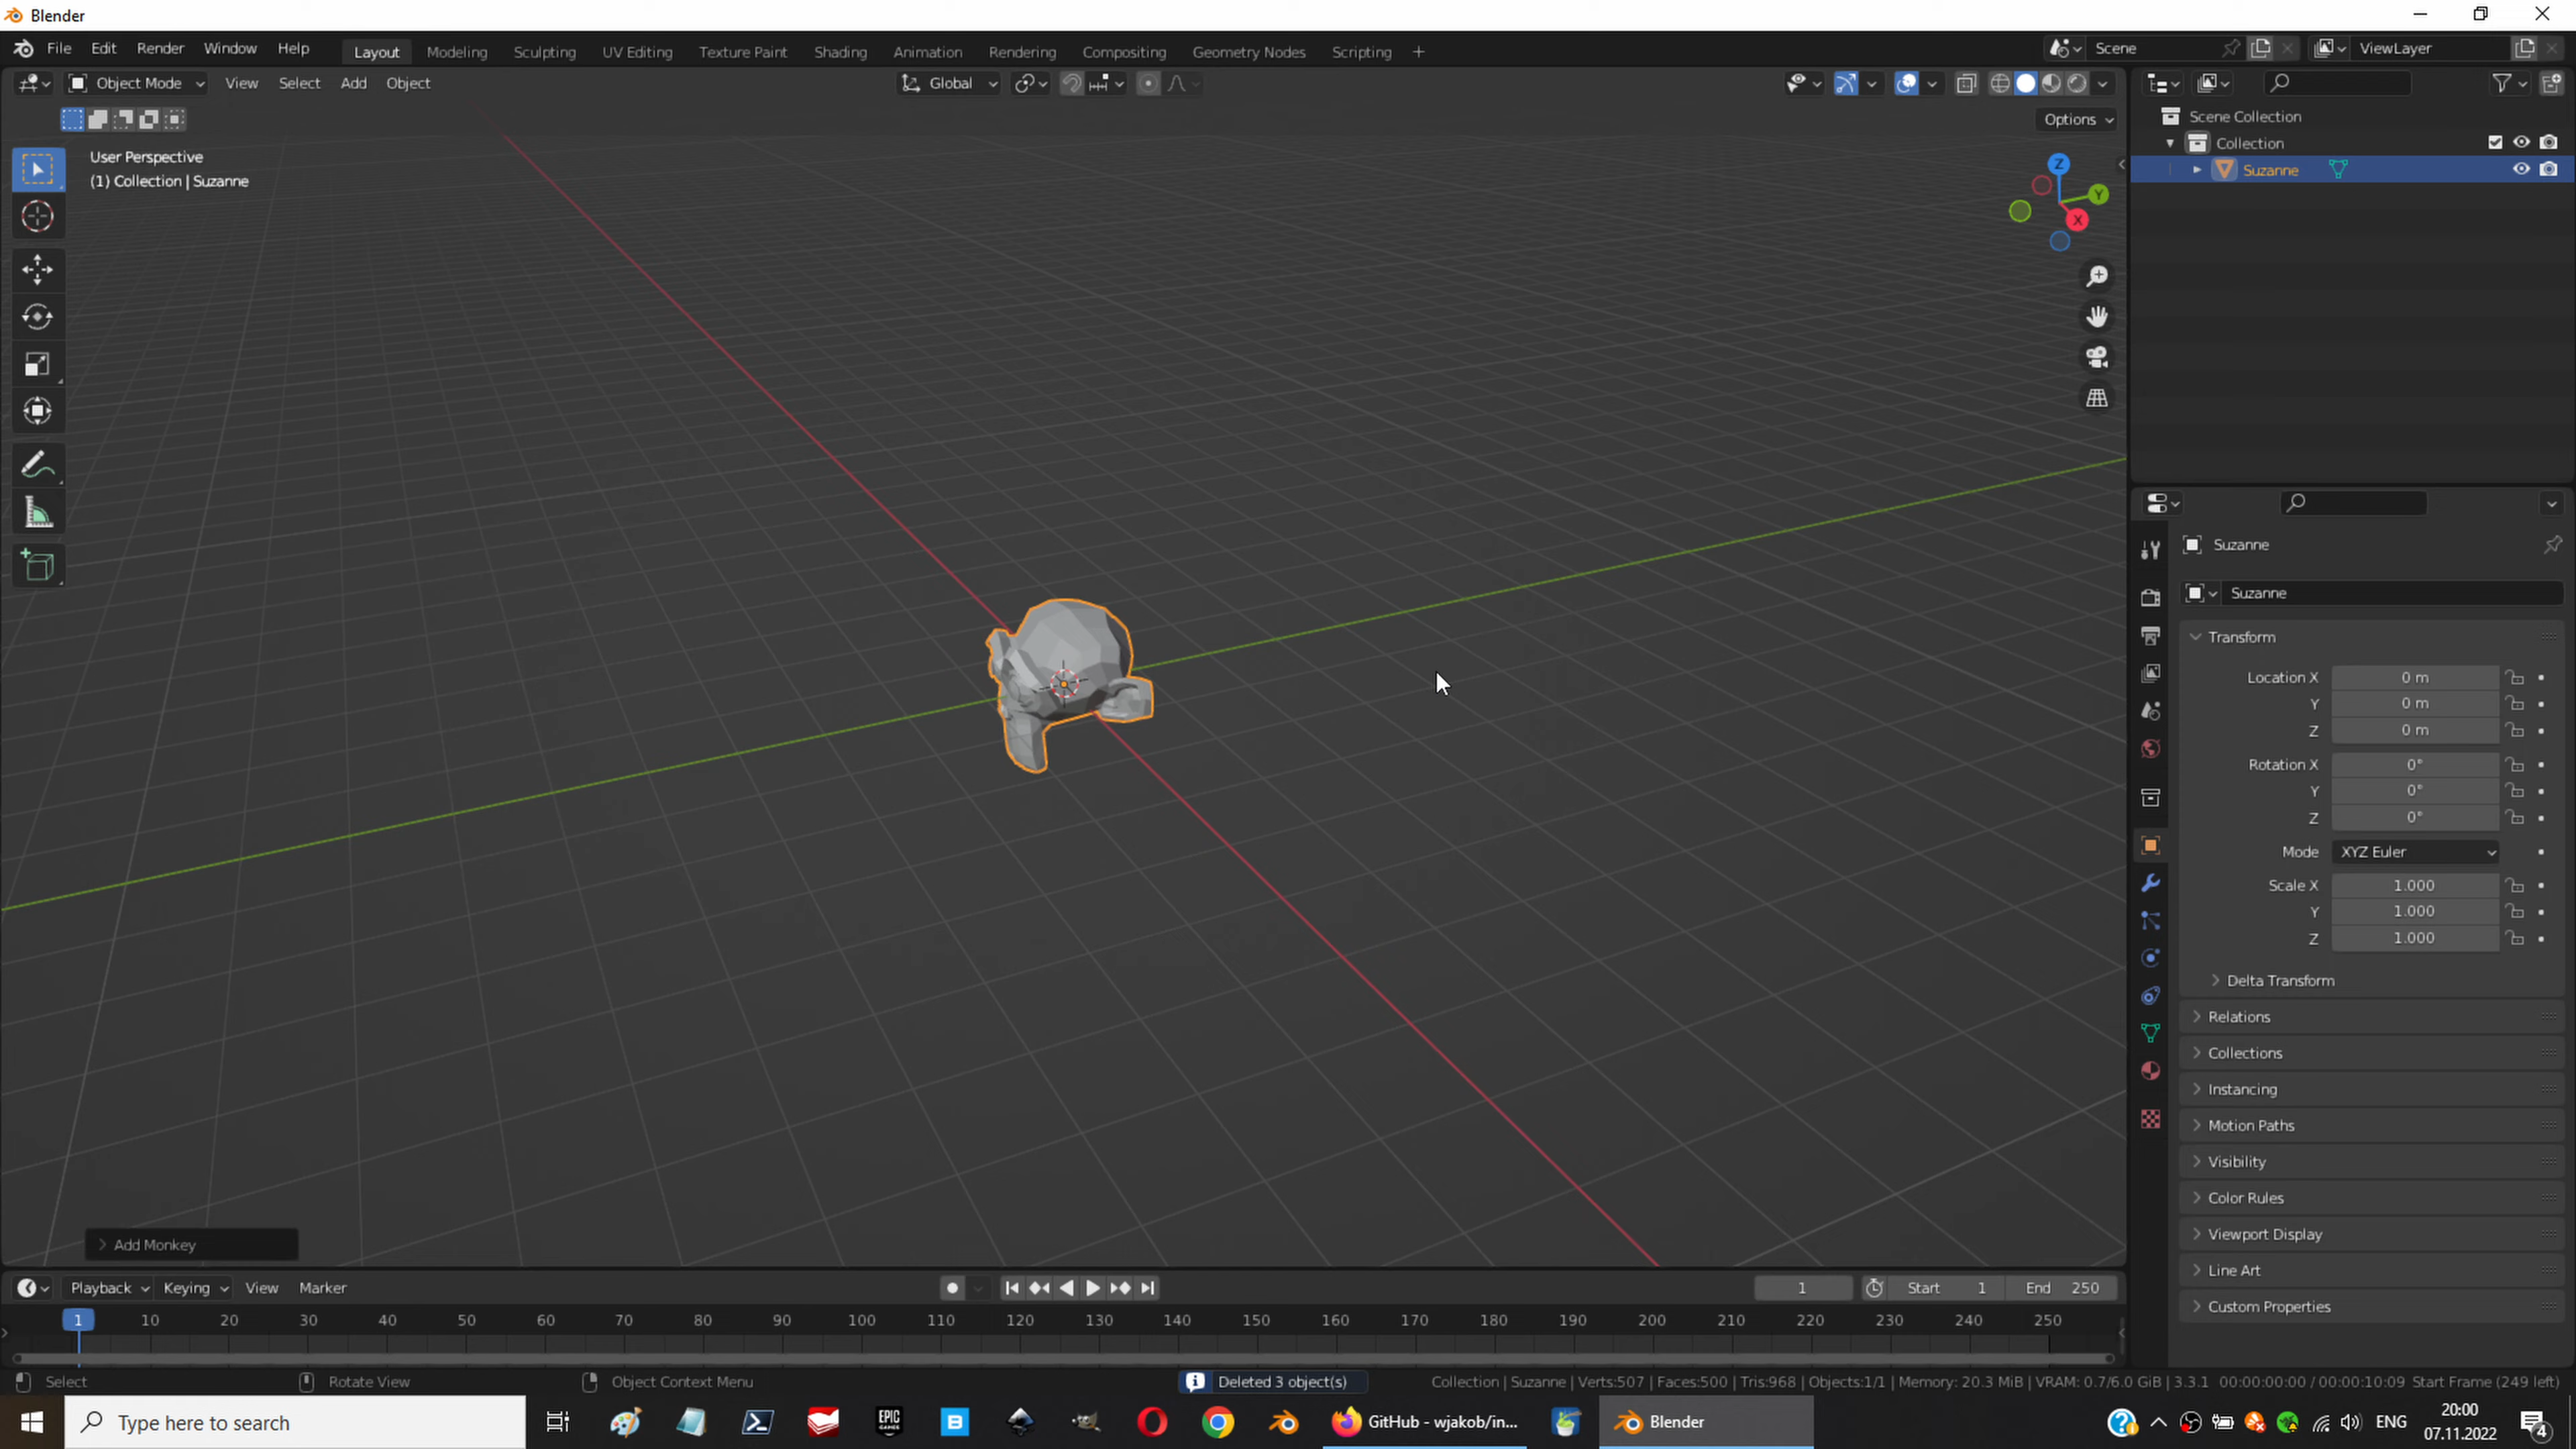 Blender
File Edit Render Window Help Layout Modeling Sculpting UV Editing Texture Paint Shading Animation Rendering Compositing Geometry Nodes Scripting + Scene ViewLayer
Object Mode View Select Add Object Global
Options
User Perspective
(1) Collection | Suzanne
Z
Y
X
Scene Collection
Collection
Suzanne
Suzanne
Suzanne
Transform
Location X 0 m
Y 0 m
Z 0 m
Rotation X 0°
Y 0°
Z 0°
Mode XYZ Euler
Scale X 1.000
Y 1.000
Z 1.000
Delta Transform
Relations
Collections
Instancing
Motion Paths
Visibility
Color Rules
Viewport Display
Line Art
Custom Properties
Add Monkey
Playback Keying View Marker 1 Start 1 End 250
1 10 20 30 40 50 60 70 80 90 100 110 120 130 140 150 160 170 180 190 200 210 220 230 240 250
Select Rotate View Object Context Menu Deleted 3 object(s) Collection | Suzanne | Verts:507 | Faces:500 | Tris:968 | Objects:1/1 | Memory: 20.3 MiB | VRAM: 0.7/6.0 GiB | 3.3.1 00:00:00:00 / 00:00:10:09 Start Frame (249 left)
Type here to search EPIC GAMES B GitHub - wjakob/in... Blender ENG 20:00
07.11.2022 4